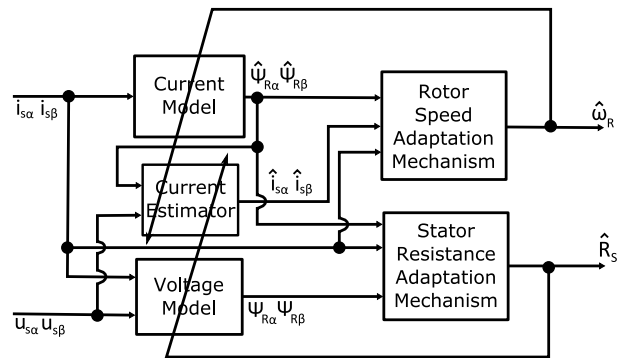 Current
Model
Ψ̂Rα Ψ̂Rβ
isα isβ
Rotor
Speed
Adaptation
Mechanism
ω̂R
Current
Estimator
îsα îsβ
Stator
Resistance
Adaptation
Mechanism
R̂S
Voltage
Model
ΨRα ΨRβ
usα usβ